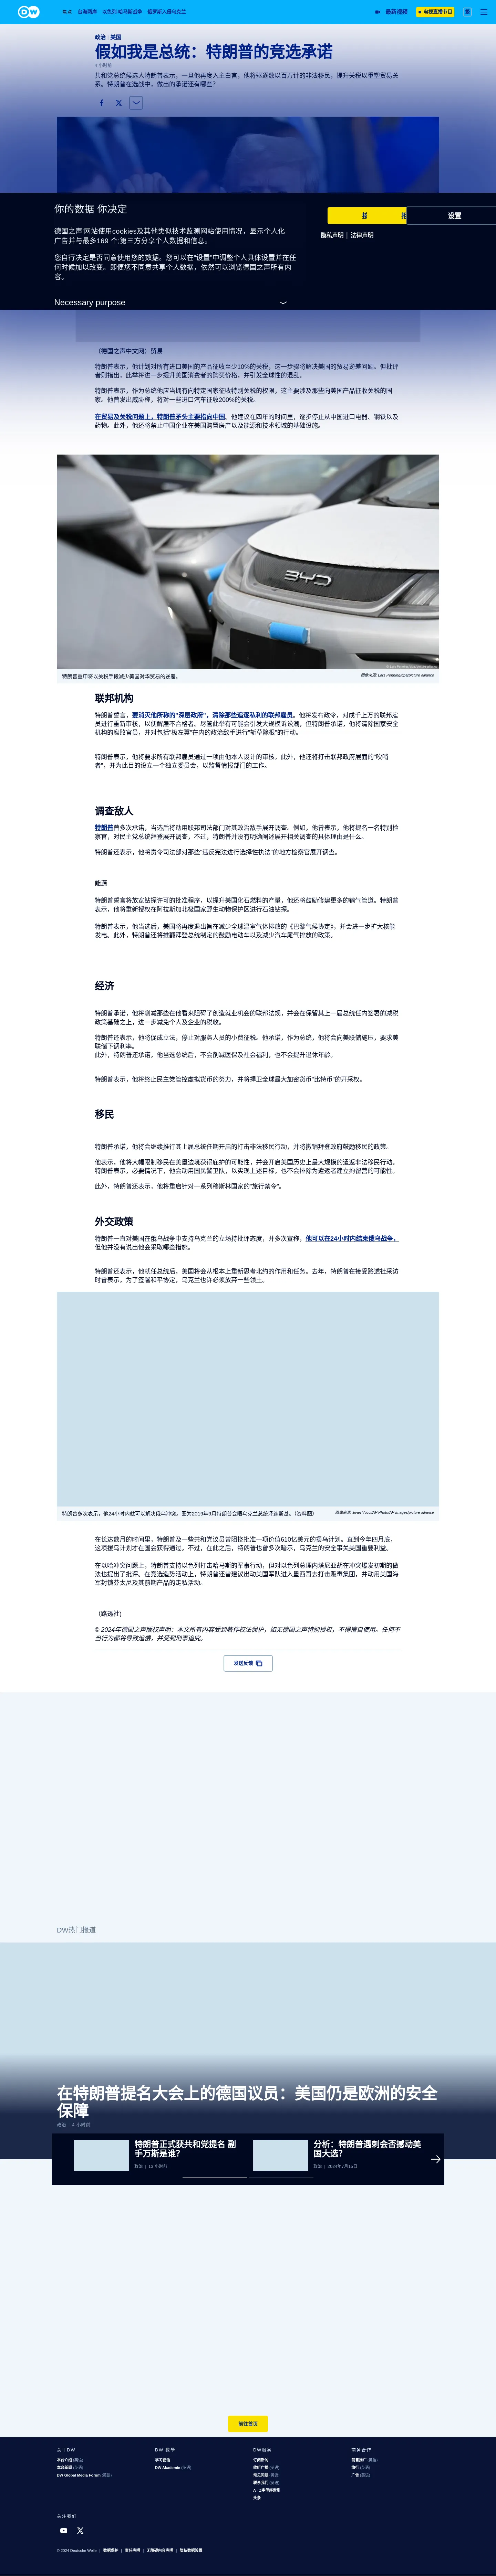 DW
焦点
台海两岸
以色列-哈马斯战争
俄罗斯入侵乌克兰
最新视频
电视直播节目
繁
政治 | 美国
假如我是总统：特朗普的竞选承诺
4 小时前
共和党总统候选人特朗普表示，一旦他再度入主白宫，他将驱逐数以百万计的非法移民，提升关税以重塑贸易关系。特朗普在选战中，做出的承诺还有哪些?
你的数据 你决定
德国之声'网站使用cookies及其他类似技术追溯并监测网站使用情况，显示个人化广告并与最多169 个;第三方分享个人数据和信息。
您自行决定是否同意使用您的数据。您可以在“设置”中调整个人具体设置并在任何时候加以改变。即便您不同意共享个人数据，依然可以浏览德国之声所有内容。
Necessary purpose
设置
隐私声明 | 法律声明
（德国之声中文网）贸易
特朗普表示，他计划对所有进口美国的产品征收至少10%的关税，这一步骤将解决美国的贸易逆差问题。但批评者则指出，此举将进一步提升美国消费者的购买价格，并引发全球性的混乱。
特朗普表示，作为总统他应当拥有向特定国家征收特别关税的权限，这主要涉及那些向美国产品征收关税的国家。他曾发出威胁称，将对一些进口汽车征收200%的关税。
在贸易及关税问题上，特朗普矛头主要指向中国。他建议在四年的时间里，逐步停止从中国进口电器、钢铁以及药物。此外，他还将禁止中国企业在美国购置房产以及能源和技术领域的基础设施。
BYD
特朗普重申将以关税手段减少美国对华贸易的逆差。
图像来源: Lars Penning/dpa/picture alliance
联邦机构
特朗普誓言，要消灭他所称的“深层政府”，清除那些追逐私利的联邦雇员。他将发布政令，对成千上万的联邦雇员进行重新审核，以便解雇不合格者。尽管此举有可能会引发大规模诉讼潮，但特朗普承诺，他将清除国家安全机构的腐败官员，并对包括“极左翼”在内的政治敌手进行“斩草除根”的行动。
特朗普表示，他将要求所有联邦雇员通过一项由他本人设计的审核。此外，他还将打击联邦政府层面的“吹哨者”，并为此目的设立一个独立委员会，以监督情报部门的工作。
调查敌人
特朗普曾多次承诺，当选后将动用联邦司法部门对其政治敌手展开调查。例如，他曾表示，他将提名一名特别检察官，对民主党总统拜登展开调查，不过，特朗普并没有明确阐述展开相关调查的具体理由是什么。
特朗普还表示，他将责令司法部对那些“违反宪法进行选择性执法”的地方检察官展开调查。
能源
特朗普誓言将放宽钻探许可的批准程序，以提升美国化石燃料的产量，他还将鼓励修建更多的输气管道。特朗普表示，他将重新授权在阿拉斯加北极国家野生动物保护区进行石油钻探。
特朗普表示，他当选后，美国将再度退出旨在减少全球温室气体排放的《巴黎气候协定》，并会进一步扩大核能发电。此外，特朗普还将推翻拜登总统制定的鼓励电动车以及减少汽车尾气排放的政策。
经济
特朗普承诺，他将削减那些在他看来阻碍了创造就业机会的联邦法规，并会在保留其上一届总统任内签署的减税政策基础之上，进一步减免个人及企业的税收。
特朗普还表示，他将促成立法，停止对服务人员的小费征税。他承诺，作为总统，他将会向美联储施压，要求美联储下调利率。
此外，特朗普还承诺，他当选总统后，不会削减医保及社会福利，也不会提升退休年龄。
特朗普表示，他将终止民主党管控虚拟货币的努力，并将捍卫全球最大加密货币“比特币”的开采权。
移民
特朗普承诺，他将会继续推行其上届总统任期开启的打击非法移民行动，并将撤销拜登政府鼓励移民的政策。
他表示，他将大幅限制移民在美墨边境获得庇护的可能性，并会开启美国历史上最大规模的遣返非法移民行动。特朗普表示，必要情况下，他会动用国民警卫队，以实现上述目标，也不会排除为遣返者建立拘留营的可能性。
此外，特朗普还表示，他将重启针对一系列穆斯林国家的“旅行禁令”。
外交政策
特朗普一直对美国在俄乌战争中支持乌克兰的立场持批评态度，并多次宣称，他可以在24小时内结束俄乌战争，但他并没有说出他会采取哪些措施。
特朗普还表示，他就任总统后，美国将会从根本上重新思考北约的作用和任务。去年，特朗普在接受路透社采访时曾表示，为了签署和平协定，乌克兰也许必须放弃一些领土。
特朗普多次表示，他24小时内就可以解决俄乌冲突。图为2019年9月特朗普会晤乌克兰总统泽连斯基。（资料图）
图像来源: Evan Vucci/AP Photo/AP Images/picture alliance
在长达数月的时间里，特朗普及一些共和党议员曾阻挠批准一项价值610亿美元的援乌计划。直到今年四月底，这项援乌计划才在国会获得通过。不过，在此之后，特朗普也曾多次暗示，乌克兰的安全事关美国重要利益。
在以哈冲突问题上，特朗普支持以色列打击哈马斯的军事行动，但对以色列总理内塔尼亚胡在冲突爆发初期的做法也提出了批评。在竞选造势活动上，特朗普还曾建议出动美国军队进入墨西哥去打击贩毒集团，并动用美国海军封锁芬太尼及其前期产品的走私活动。
（路透社）
© 2024年德国之声版权声明：本文所有内容受到著作权法保护，如无德国之声特别授权，不得擅自使用。任何不当行为都将导致追偿，并受到刑事追究。
发送反馈
DW热门报道
在特朗普提名大会上的德国议员：美国仍是欧洲的安全保障
政治 | 4 小时前
特朗普正式获共和党提名 副手万斯是谁?
政治 | 13 小时前
分析：特朗普遇刺会否撼动美国大选?
政治 | 2024年7月15日
前往首页
关于DW
本台介绍 (英语)
本台新闻 (英语)
DW Global Media Forum (英语)
DW 教學
学习德语
DW Akademie (英语)
DW服务
订阅新闻
收听广播 (英语)
常见问题 (英语)
联系我们 (英语)
A - Z字母序索引
头条
商务合作
销售推广 (英语)
旅行 (英语)
广告 (英语)
关注我们
© 2024 Deutsche Welle | 数据保护 | 责任声明 | 无障碍内容声明 | 隐私数据设置